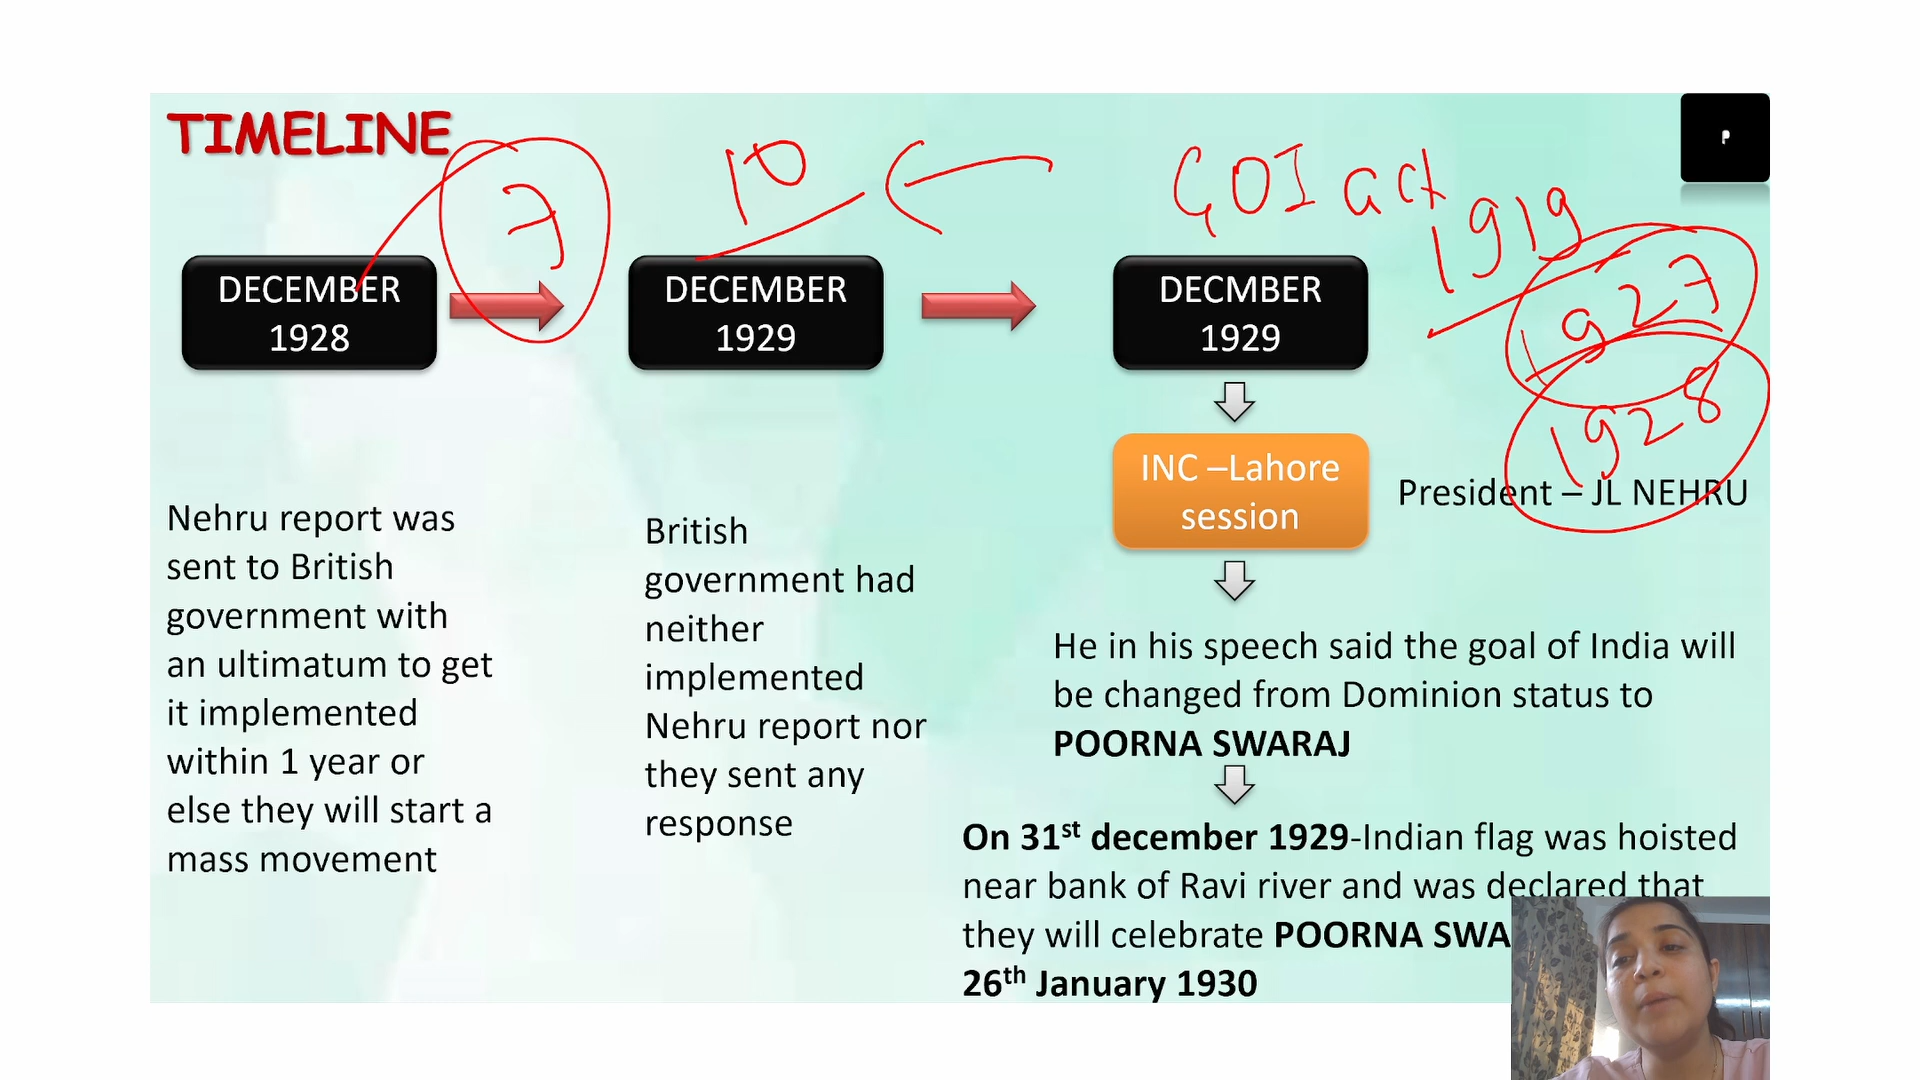 TIMELINE
7
10
GOI act
1919
1927
1928
P
DECEMBER
1928
DECEMBER
1929
DECMBER
1929
INC –Lahore
session
President – JL NEHRU
Nehru report was
sent to British
government with
an ultimatum to get
it implemented
within 1 year or
else they will start a
mass movement
British
government had
neither
implemented
Nehru report nor
they sent any
response
He in his speech said the goal of India will
be changed from Dominion status to
POORNA SWARAJ
On 31st december 1929-Indian flag was hoisted
near bank of Ravi river and was declared that
they will celebrate POORNA SWA
26th January 1930